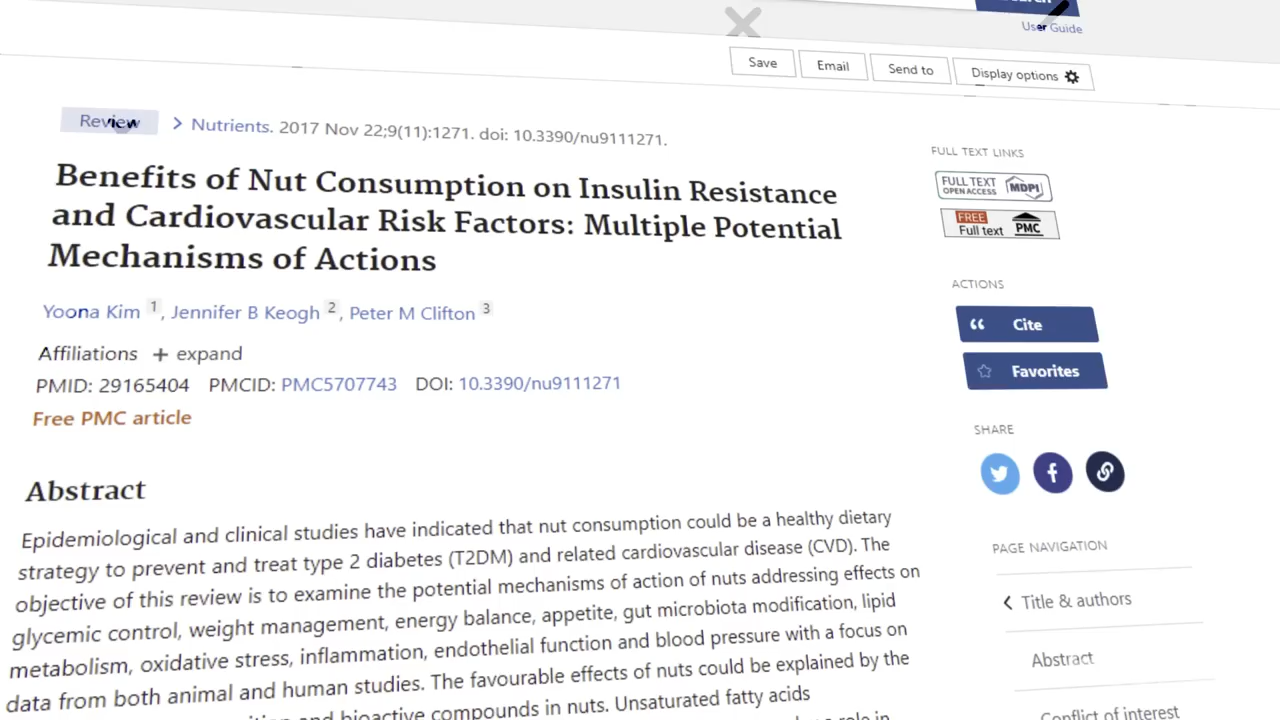 User Guide
Save
Email
Send to
Display options
Review
Nutrients. 2017 Nov 22;9(11):1271. doi: 10.3390/nu9111271.
Benefits of Nut Consumption on Insulin Resistance
and Cardiovascular Risk Factors: Multiple Potential
Mechanisms of Actions
Yoona Kim 1, Jennifer B Keogh 2, Peter M Clifton 3
Affiliations + expand
PMID: 29165404 PMCID: PMC5707743 DOI: 10.3390/nu9111271
Free PMC article
Abstract
Epidemiological and clinical studies have indicated that nut consumption could be a healthy dietary
strategy to prevent and treat type 2 diabetes (T2DM) and related cardiovascular disease (CVD). The
objective of this review is to examine the potential mechanisms of action of nuts addressing effects on
glycemic control, weight management, energy balance, appetite, gut microbiota modification, lipid
metabolism, oxidative stress, inflammation, endothelial function and blood pressure with a focus on
data from both animal and human studies. The favourable effects of nuts could be explained by the
and bioactive compounds in nuts. Unsaturated fatty acids
role in
FULL TEXT LINKS
FULL TEXT
OPEN ACCESS
MDPI
FREE
Full text
PMC
ACTIONS
Cite
Favorites
SHARE
PAGE NAVIGATION
Title & authors
Abstract
Conflict of interest